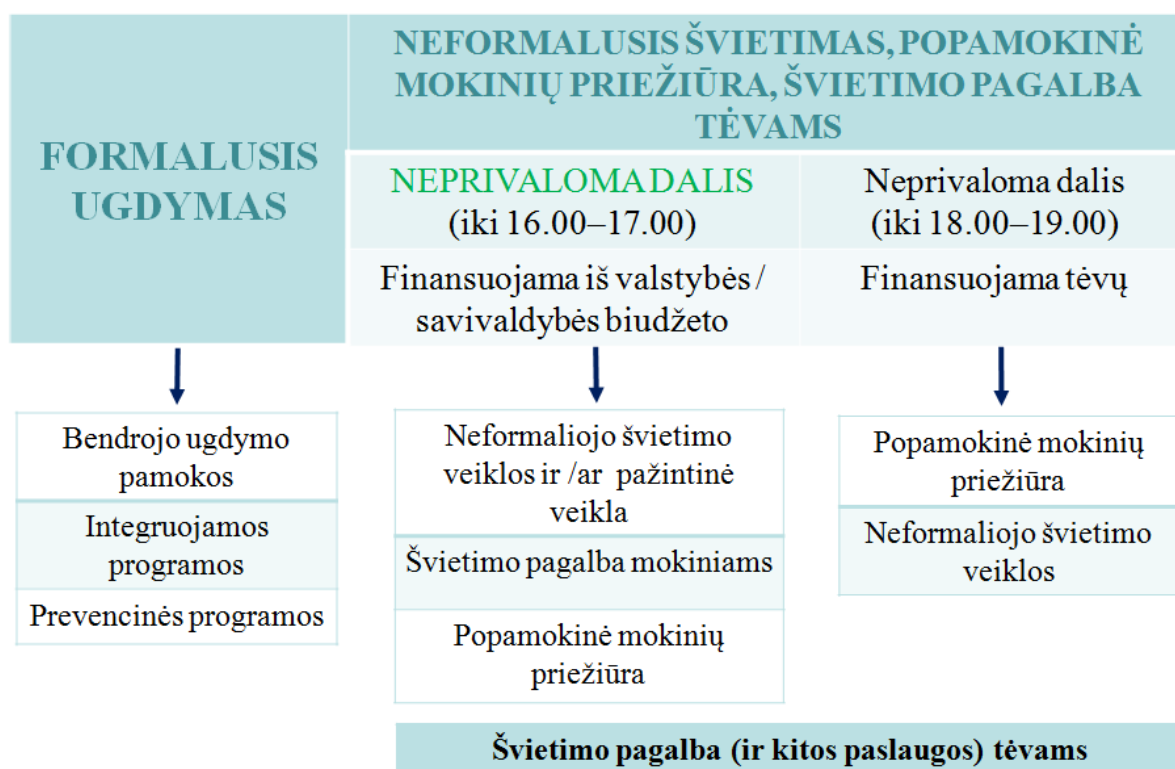 FORMALUSIS
UGDYMAS
NEFORMALUSIS ŠVIETIMAS, POPAMOKINĖ
MOKINIŲ PRIEŽIŪRA, ŠVIETIMO PAGALBA
TĖVAMS
NEPRIVALOMA DALIS
(iki 16.00–17.00)
Neprivaloma dalis
(iki 18.00–19.00)
Finansuojama iš valstybės /
savivaldybės biudžeto
Finansuojama tėvų
Bendrojo ugdymo
pamokos
Integruojamos
programos
Prevencinės programos
Neformaliojo švietimo
veiklos ir /ar pažintinė
veikla
Švietimo pagalba mokiniams
Popamokinė mokinių
priežiūra
Popamokinė mokinių
priežiūra
Neformaliojo švietimo
veiklos
Švietimo pagalba (ir kitos paslaugos) tėvams